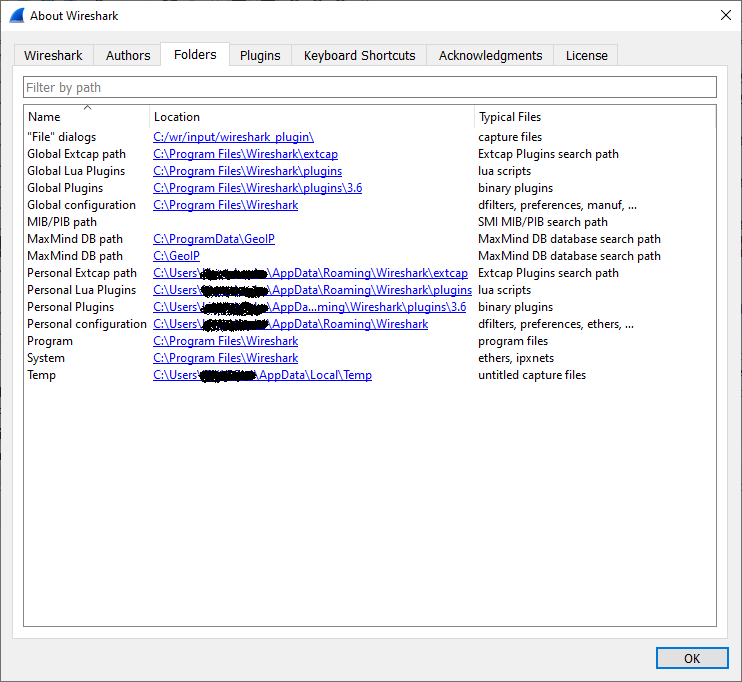 About Wireshark
Wireshark Authors Folders Plugins Keyboard Shortcuts Acknowledgments License
Filter by path
Name Location Typical Files
"File" dialogs C:/wr/input/wireshark_plugin\ capture files
Global Extcap path C:\Program Files\Wireshark\extcap Extcap Plugins search path
Global Lua Plugins C:\Program Files\Wireshark\plugins lua scripts
Global Plugins C:\Program Files\Wireshark\plugins\3.6 binary plugins
Global configuration C:\Program Files\Wireshark dfilters, preferences, manuf, ...
MIB/PIB path SMI MIB/PIB search path
MaxMind DB path C:\ProgramData\GeoIP MaxMind DB database search path
MaxMind DB path C:\GeoIP MaxMind DB database search path
Personal Extcap path C:\Users\ \AppData\Roaming\Wireshark\extcap Extcap Plugins search path
Personal Lua Plugins C:\Users\ \AppData\Roaming\Wireshark\plugins lua scripts
Personal Plugins C:\Users\ \AppDa...ming\Wireshark\plugins\3.6 binary plugins
Personal configuration C:\Users\ \AppData\Roaming\Wireshark dfilters, preferences, ethers, ...
Program C:\Program Files\Wireshark program files
System C:\Program Files\Wireshark ethers, ipxnets
Temp C:\Users\ \AppData\Local\Temp untitled capture files
OK